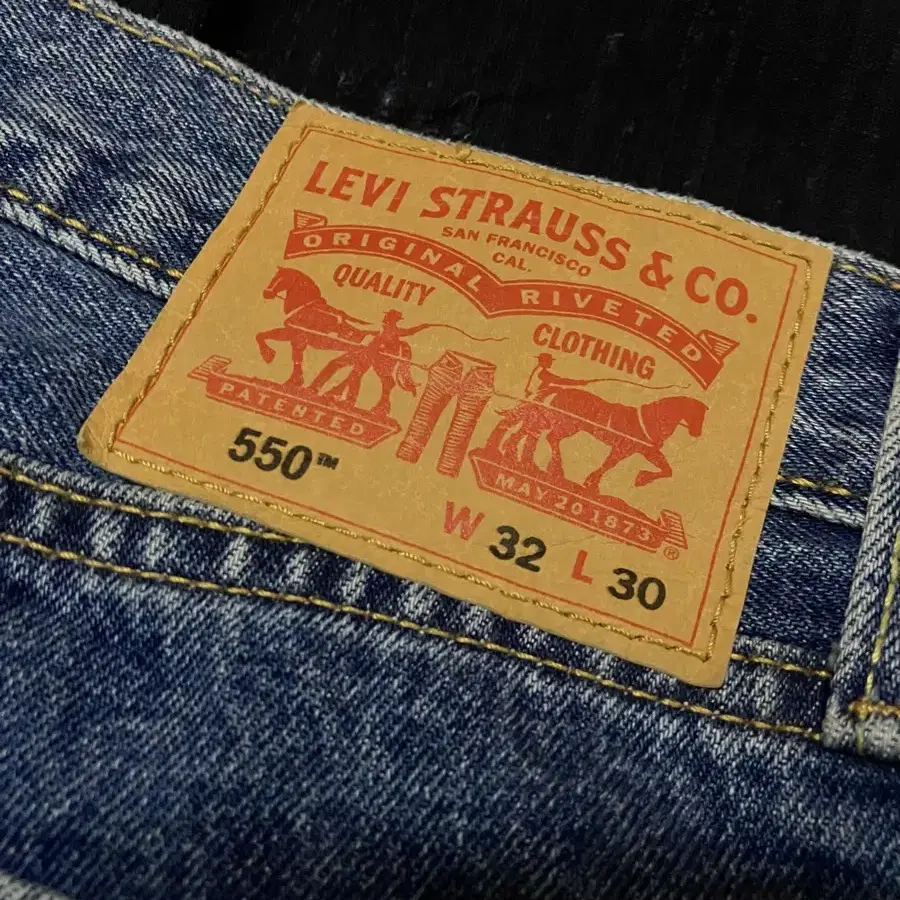 LEVI STRAUSS & CO.
SAN FRANCISCO
CAL.
ORIGINAL RIVETED
QUALITY CLOTHING
PATENTED
MAY 20 1873 ®
550™
W 32 L 30